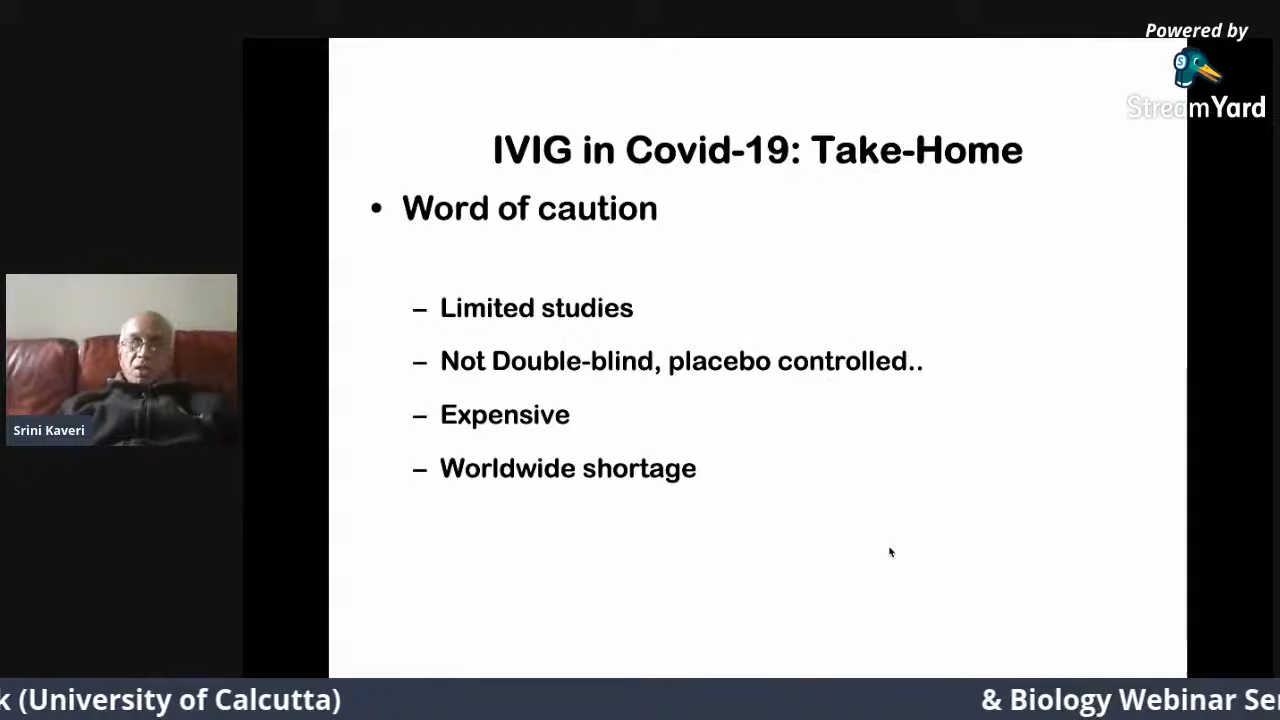 Powered by
StreamYard
IVIG in Covid-19: Take-Home
• Word of caution
– Limited studies
– Not Double-blind, placebo controlled..
– Expensive
– Worldwide shortage
Srini Kaveri
(University of Calcutta)
& Biology Webinar